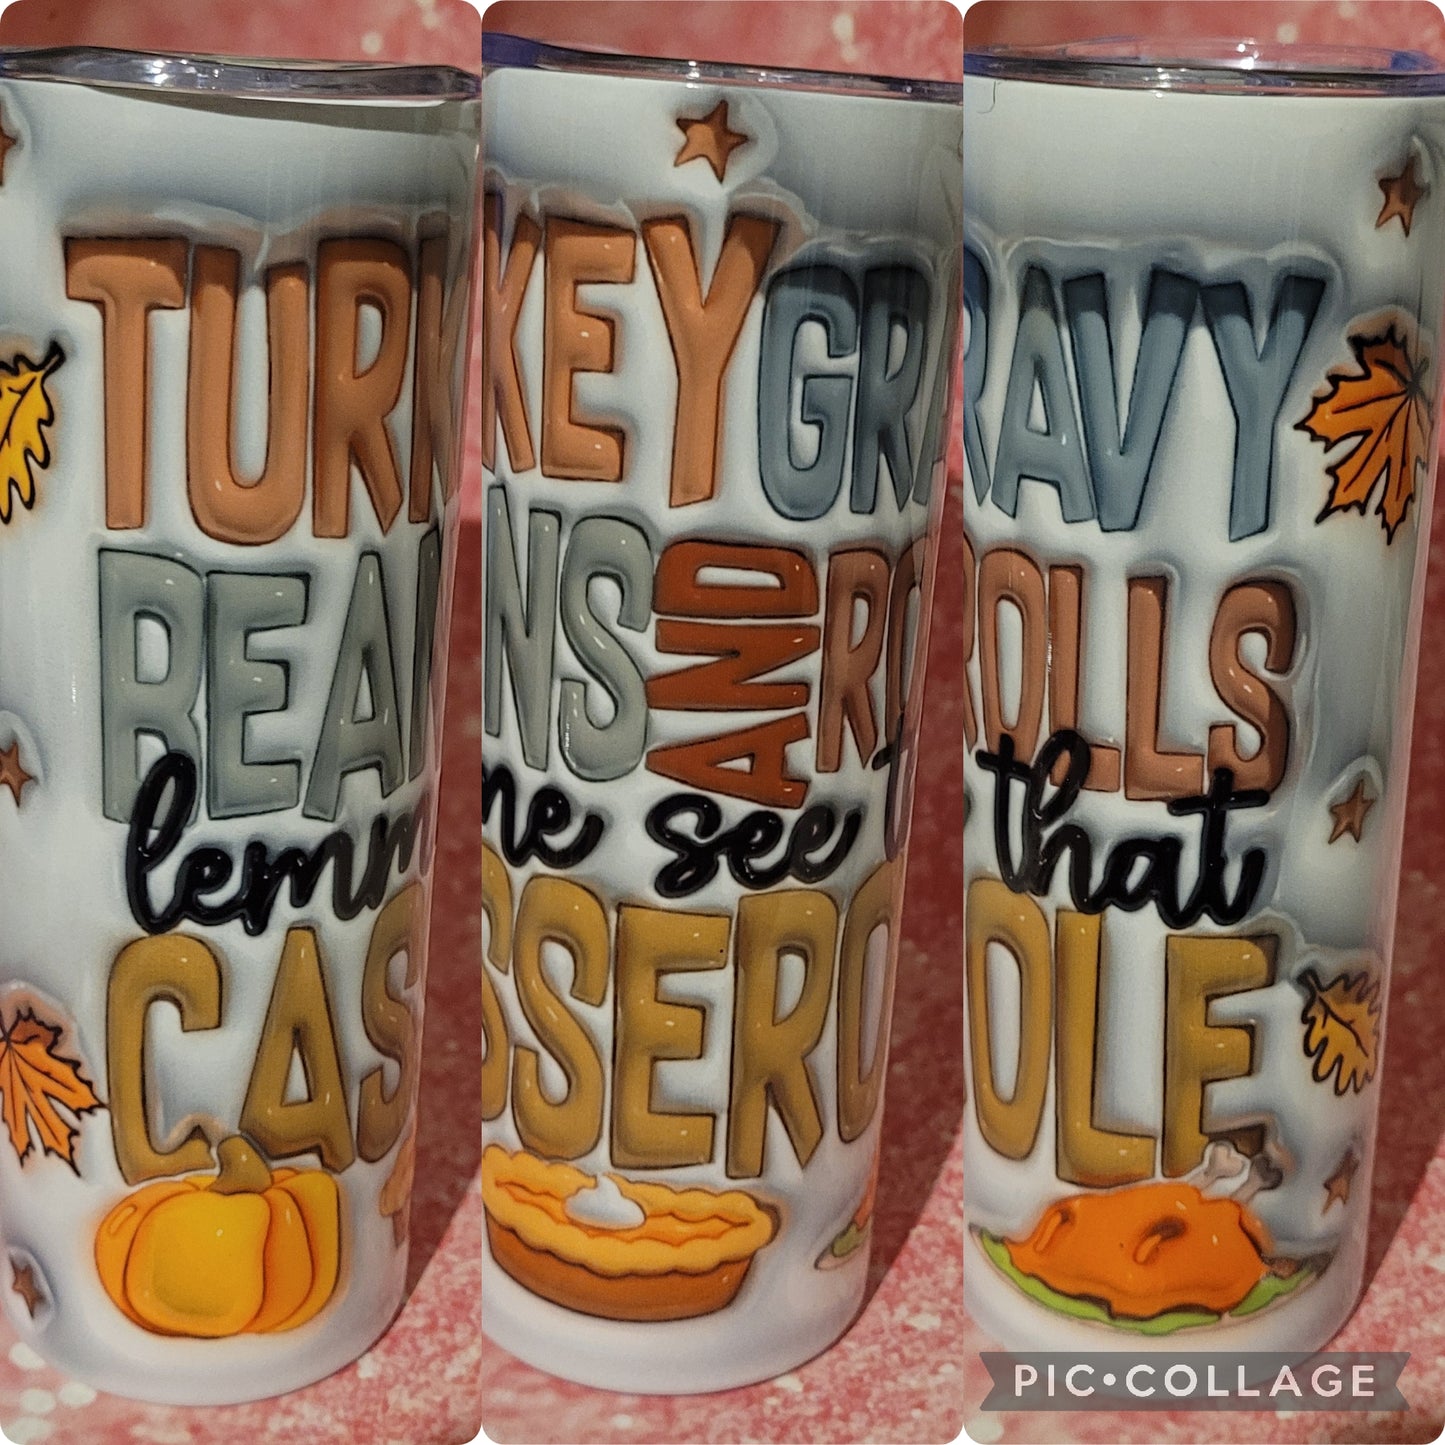 TURKEY GRAVY
BEANS AND ROLLS
lemme see that
CASSEROLE
PIC•COLLAGE